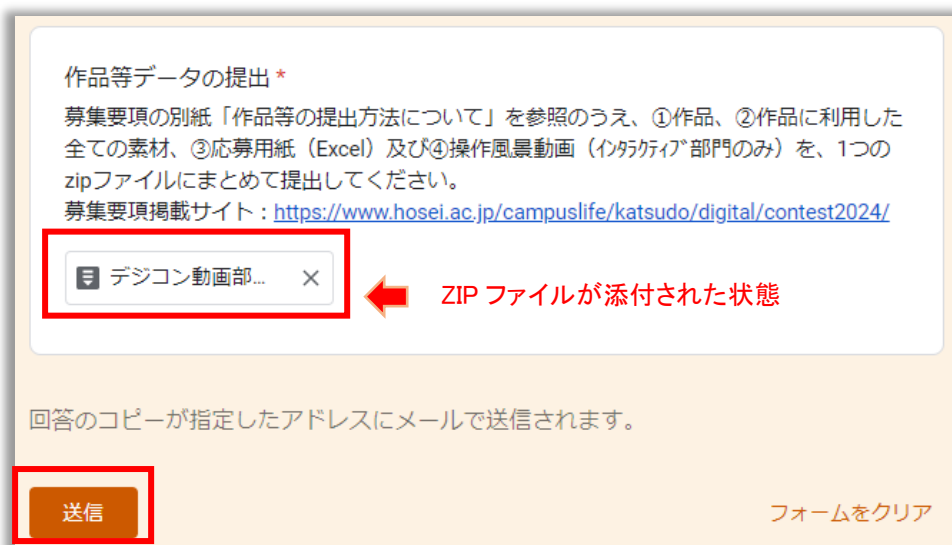 作品等データの提出 *
募集要項の別紙「作品等の提出方法について」を参照のうえ、①作品、②作品に利用した
全ての素材、③応募用紙（Excel）及び④操作風景動画（ｲﾝﾀﾗｸﾃｨﾌﾞ部門のみ）を、1つの
zipファイルにまとめて提出してください。
募集要項掲載サイト：https://www.hosei.ac.jp/campuslife/katsudo/digital/contest2024/
デジコン動画部...
ZIP ファイルが添付された状態
回答のコピーが指定したアドレスにメールで送信されます。
送信
フォームをクリア